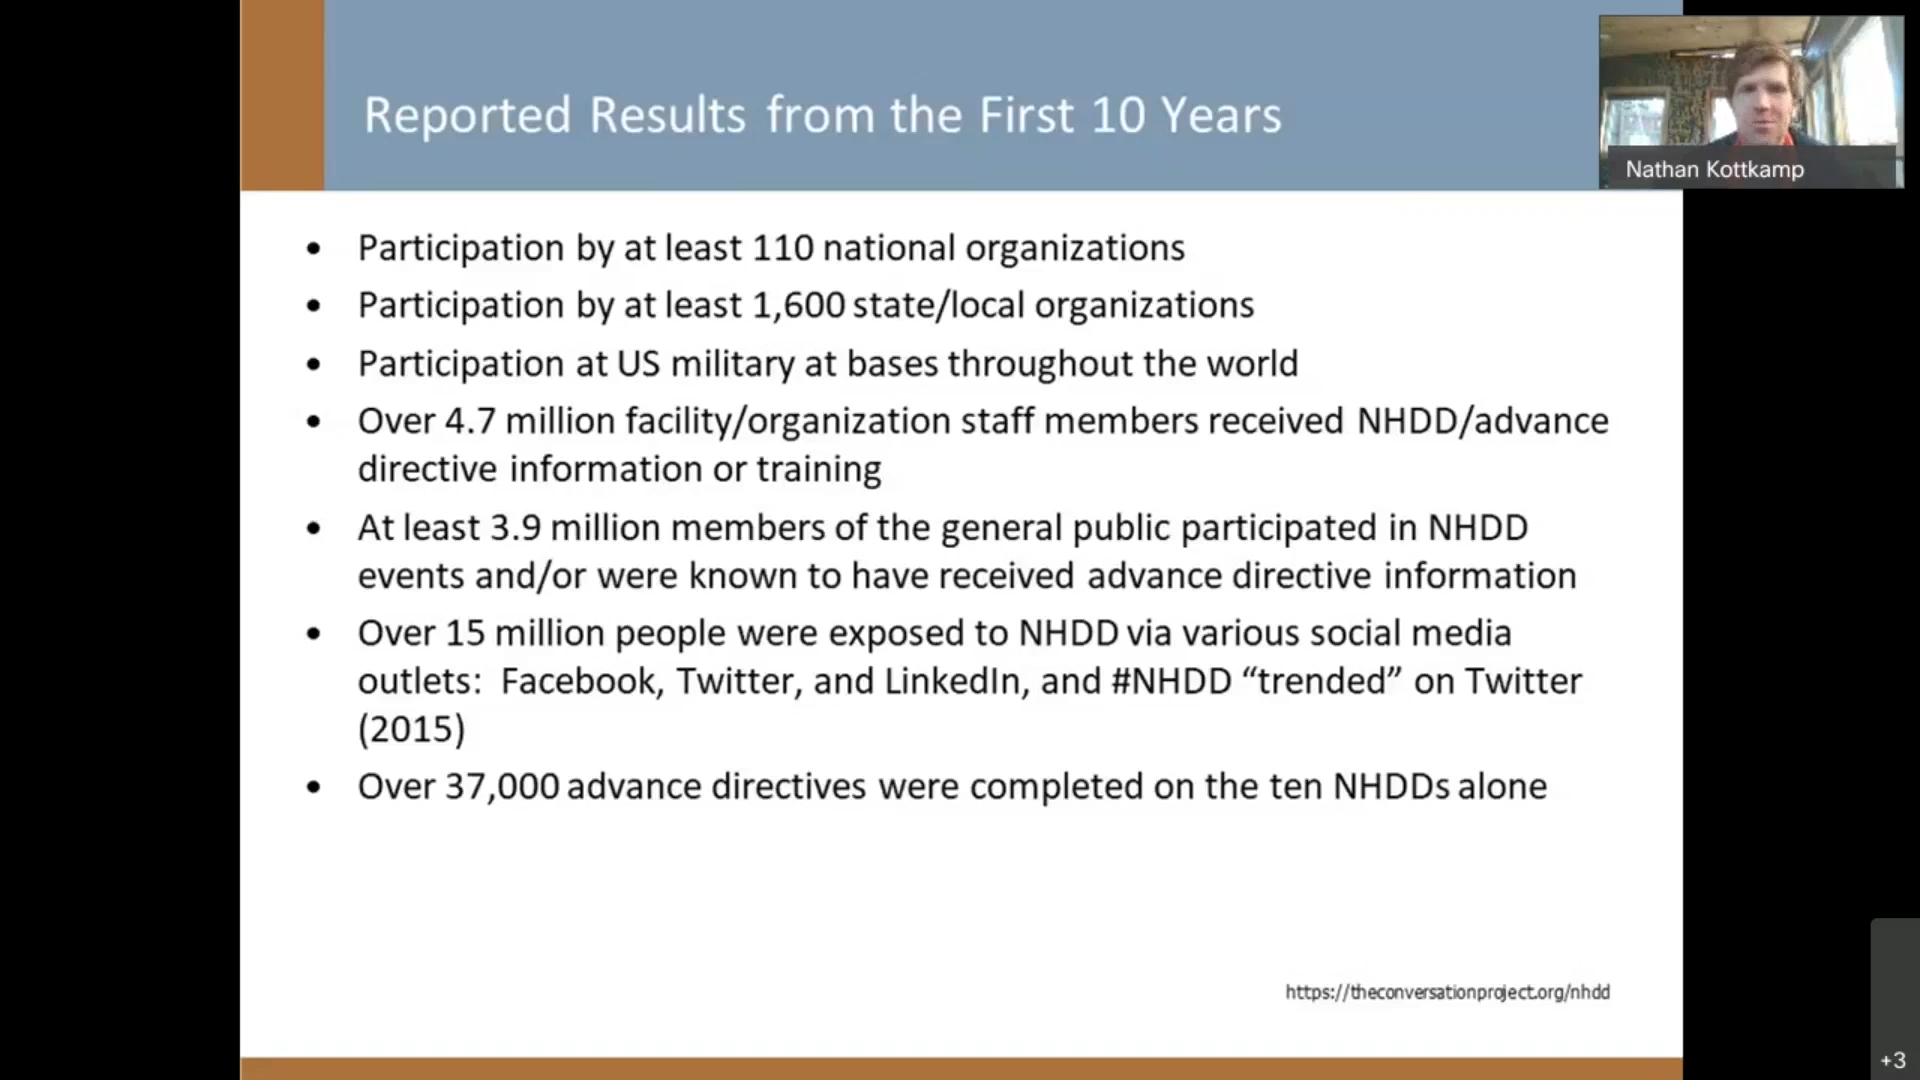 Reported Results from the First 10 Years
Nathan Kottkamp
• Participation by at least 110 national organizations
• Participation by at least 1,600 state/local organizations
• Participation at US military at bases throughout the world
• Over 4.7 million facility/organization staff members received NHDD/advance
directive information or training
• At least 3.9 million members of the general public participated in NHDD
events and/or were known to have received advance directive information
• Over 15 million people were exposed to NHDD via various social media
outlets:  Facebook, Twitter, and LinkedIn, and #NHDD “trended” on Twitter
(2015)
• Over 37,000 advance directives were completed on the ten NHDDs alone
https://theconversationproject.org/nhdd
+3